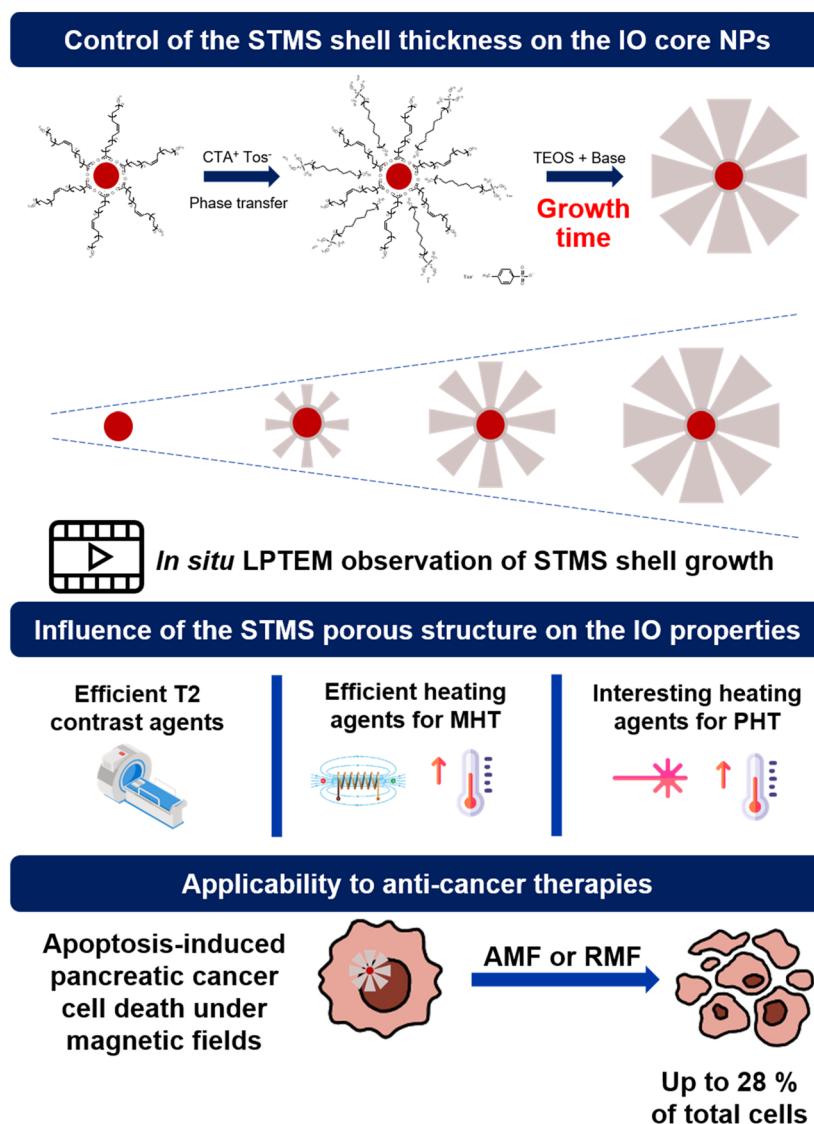 Control of the STMS shell thickness on the IO core NPs
CTA⁺ Tos⁻
Phase transfer
TEOS + Base
Growth
time
In situ LPTEM observation of STMS shell growth
Influence of the STMS porous structure on the IO properties
Efficient T2
contrast agents
Efficient heating
agents for MHT
Interesting heating
agents for PHT
Applicability to anti-cancer therapies
Apoptosis-induced
pancreatic cancer
cell death under
magnetic fields
AMF or RMF
Up to 28 %
of total cells